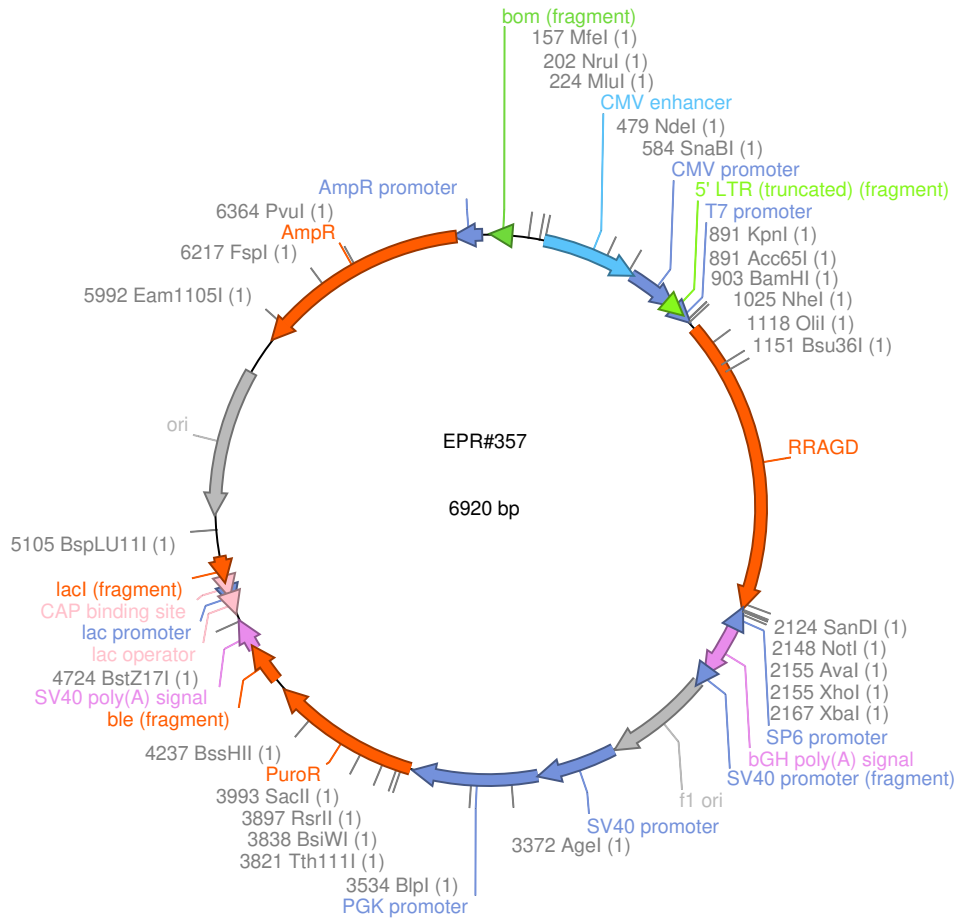 bom (fragment)
157 MfeI (1)
202 NruI (1)
224 MluI (1)
CMV enhancer
479 NdeI (1)
584 SnaBI (1)
CMV promoter
5' LTR (truncated) (fragment)
T7 promoter
891 KpnI (1)
891 Acc65I (1)
903 BamHI (1)
1025 NheI (1)
1118 OliI (1)
1151 Bsu36I (1)
RRAGD
2124 SanDI (1)
2148 NotI (1)
2155 AvaI (1)
2155 XhoI (1)
2167 XbaI (1)
SP6 promoter
bGH poly(A) signal
SV40 promoter (fragment)
f1 ori
SV40 promoter
3372 AgeI (1)
3534 BlpI (1)
PGK promoter
3821 Tth111I (1)
3838 BsiWI (1)
3897 RsrII (1)
3993 SacII (1)
PuroR
4237 BssHII (1)
ble (fragment)
SV40 poly(A) signal
4724 BstZ17I (1)
lac operator
lac promoter
CAP binding site
lacI (fragment)
5105 BspLU11I (1)
ori
5992 Eam1105I (1)
6217 FspI (1)
AmpR
6364 PvuI (1)
AmpR promoter
EPR#357
6920 bp